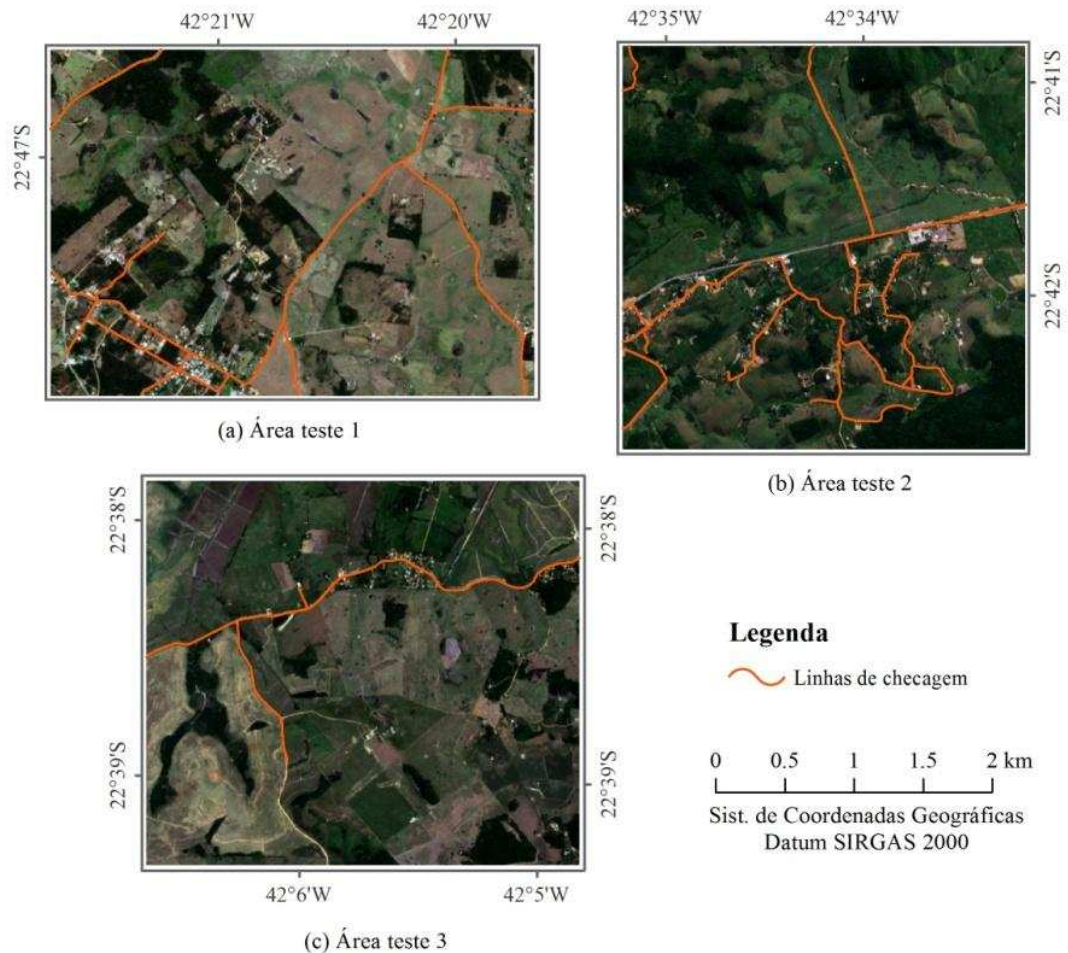 42°21'W 42°20'W
22°47'S
(a) Área teste 1
42°35'W 42°34'W
22°41'S
22°42'S
(b) Área teste 2
22°38'S
22°39'S
22°38'S
22°39'S
42°6'W 42°5'W
(c) Área teste 3
Legenda
Linhas de checagem
0 0.5 1 1.5 2 km
Sist. de Coordenadas Geográficas
Datum SIRGAS 2000